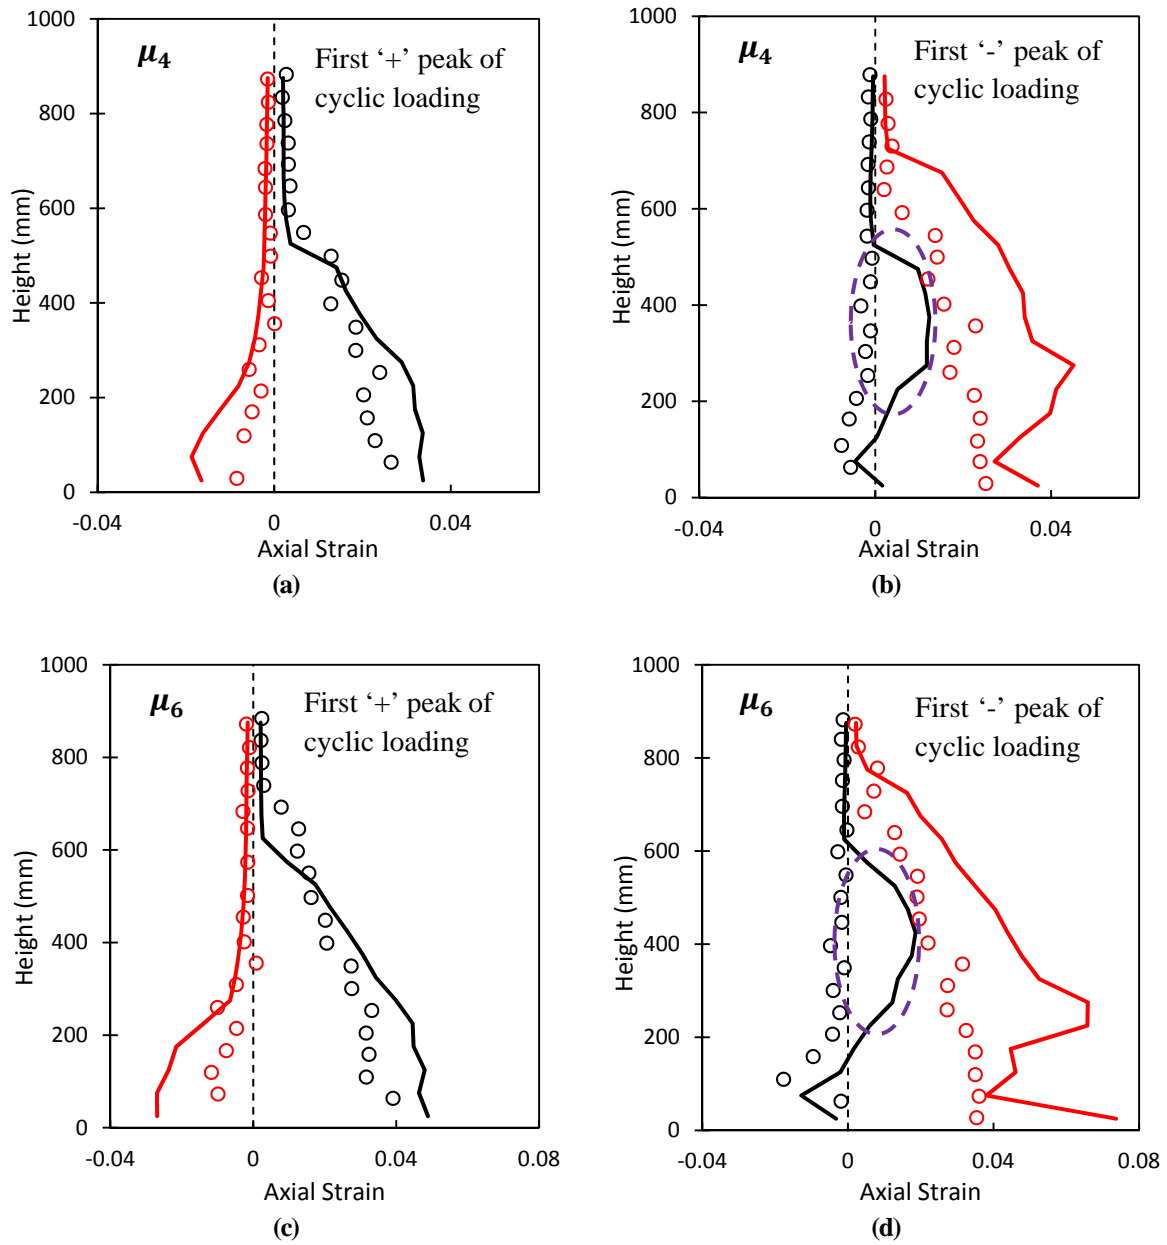 1000
800
600
400
200
0
Height (mm)
μ4
First ‘+’ peak of
cyclic loading
-0.04
0
0.04
Axial Strain
(a)
1000
800
600
400
200
0
Height (mm)
μ4
First ‘-’ peak of
cyclic loading
-0.04
0
0.04
Axial Strain
(b)
1000
800
600
400
200
0
Height (mm)
μ6
First ‘+’ peak of
cyclic loading
-0.04
0
0.04
0.08
Axial Strain
(c)
1000
800
600
400
200
0
Height (mm)
μ6
First ‘-’ peak of
cyclic loading
-0.04
0
0.04
0.08
Axial Strain
(d)